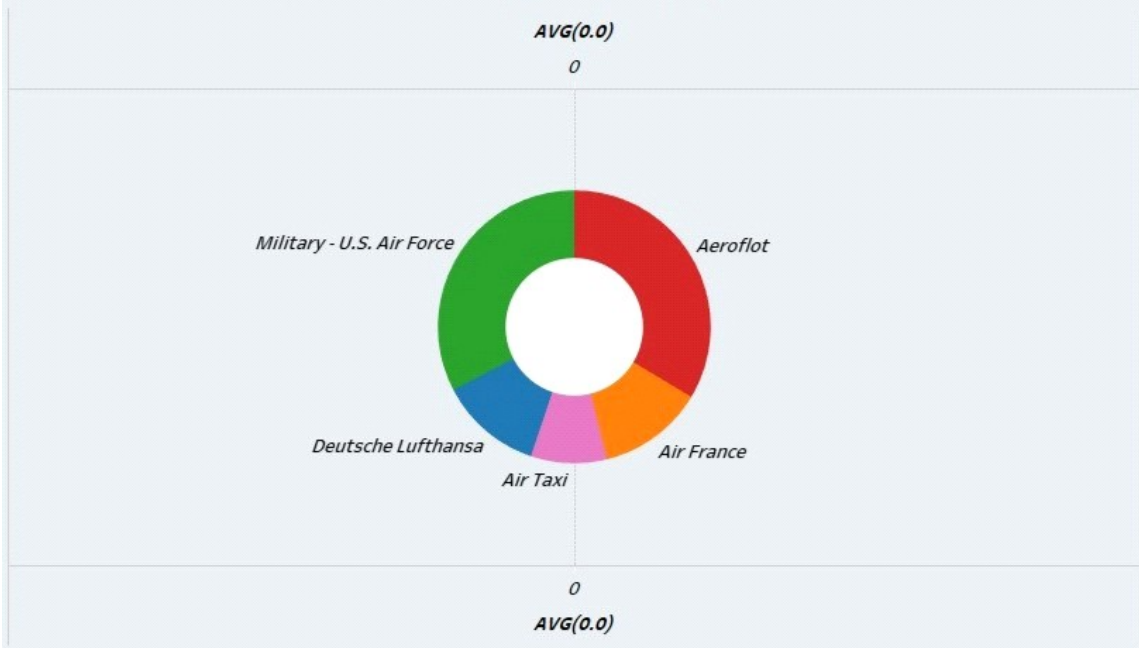 AVG(0.0)
0
Military - U.S. Air Force
Aeroflot
Deutsche Lufthansa
Air France
Air Taxi
0
AVG(0.0)